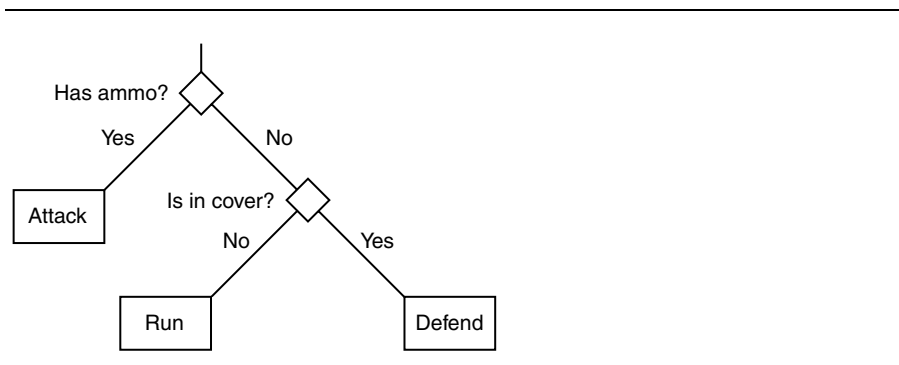 Has ammo?
Yes
No
Attack
Is in cover?
No
Yes
Run
Defend